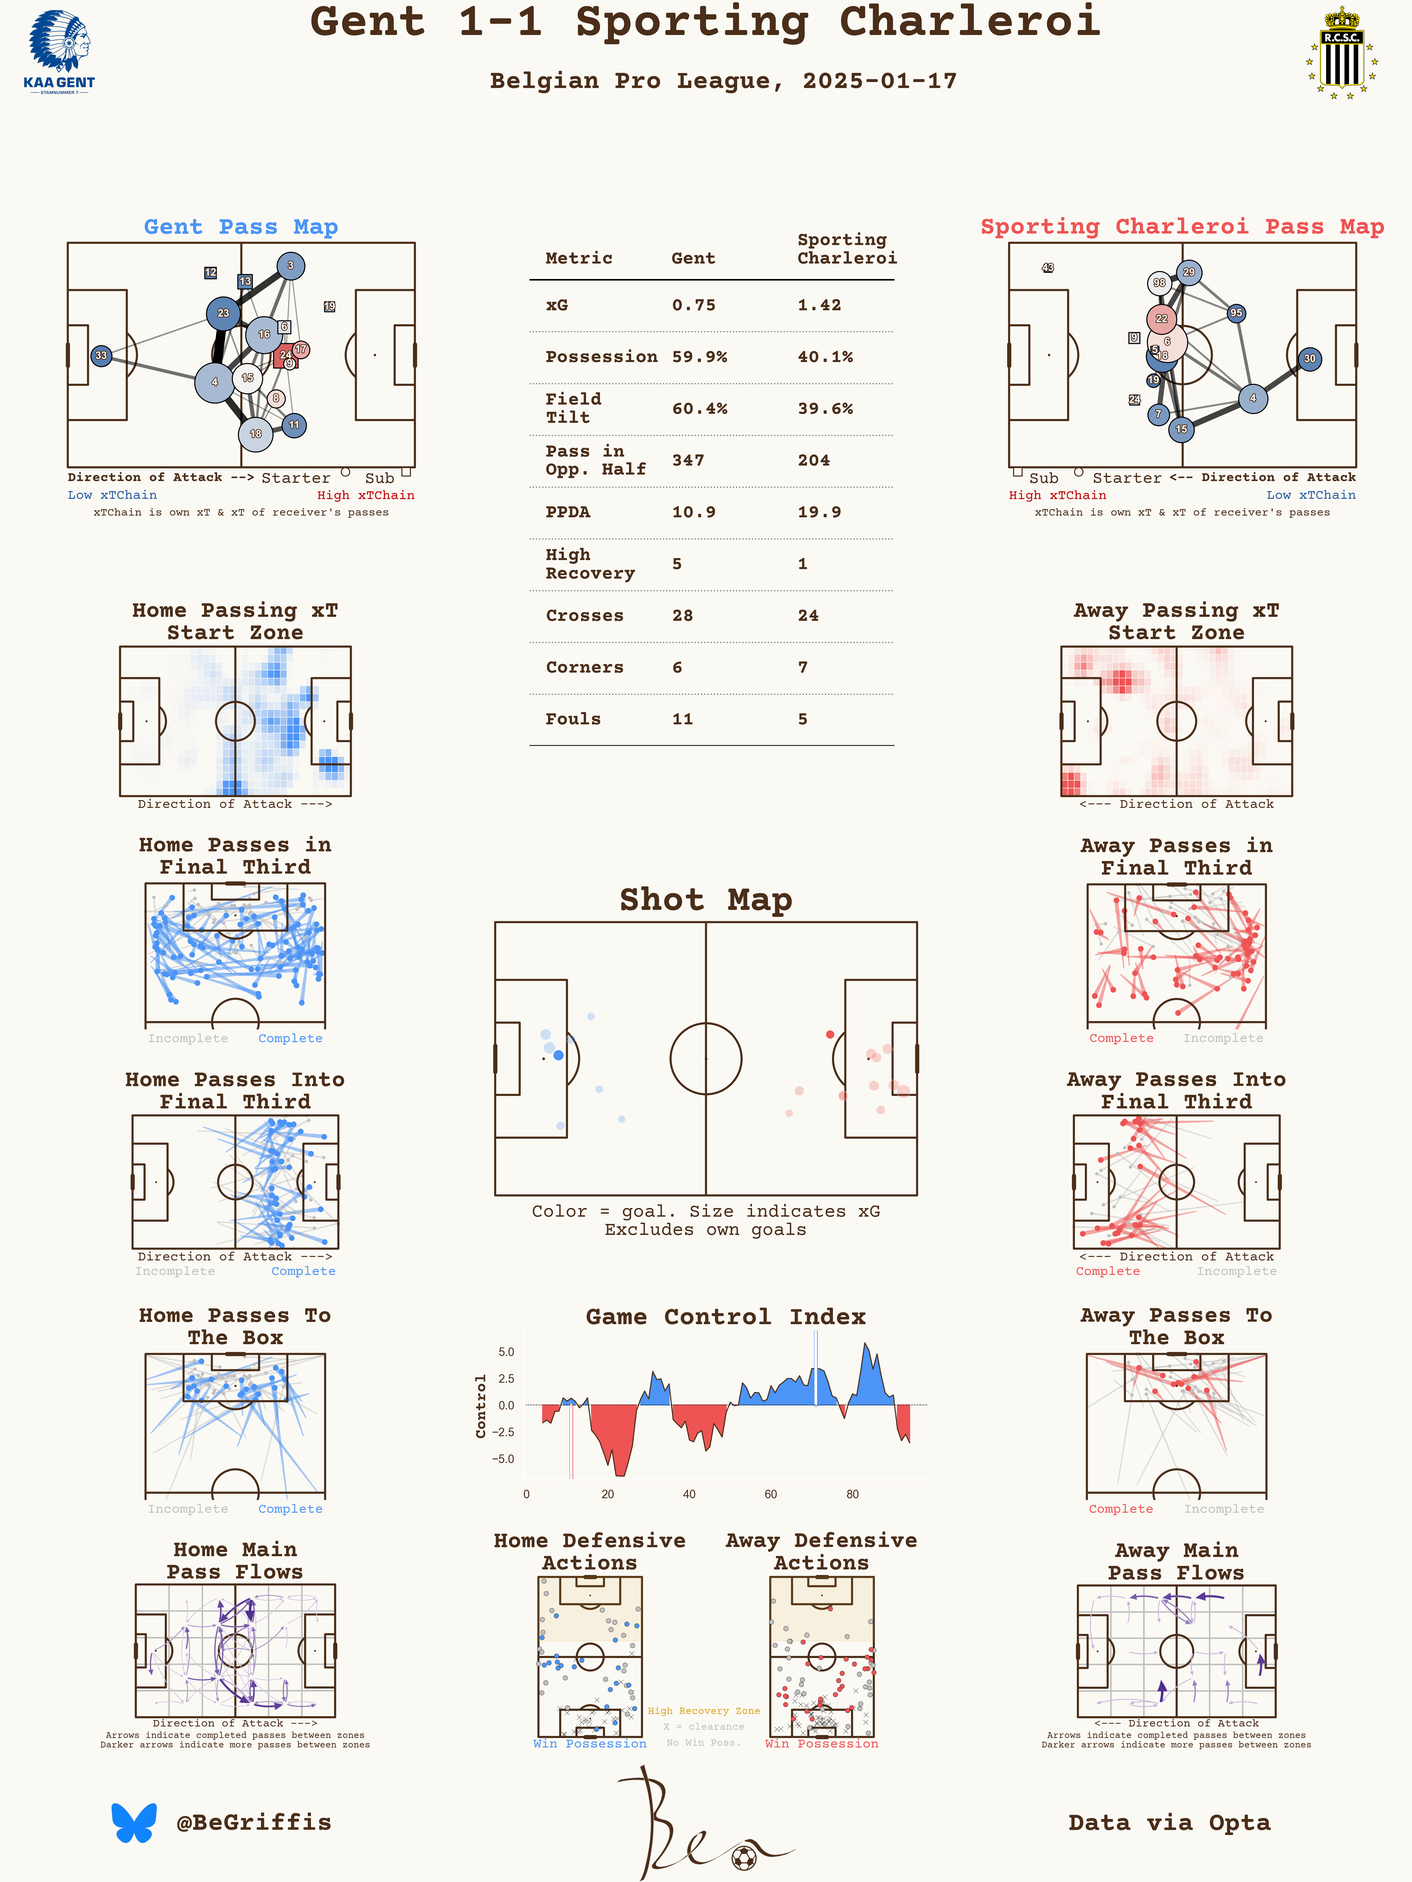 Gent 1-1 Sporting Charleroi
Belgian Pro League, 2025-01-17
KAA GENT
STAMNUMMER 7
R.C.S.C.
Gent Pass Map
3
12
13
19
23
6
16
24
17
9
33
15
4
8
11
18
Direction of Attack --> Starter Sub
Low xTChain High xTChain
xTChain is own xT & xT of receiver's passes
Metric Gent Sporting
Charleroi
xG 0.75 1.42
Possession 59.9% 40.1%
Field
Tilt 60.4% 39.6%
Pass in
Opp. Half 347 204
PPDA 10.9 19.9
High
Recovery 5 1
Crosses 28 24
Corners 6 7
Fouls 11 5
Sporting Charleroi Pass Map
43
29
98
95
22
9
6
5
18
30
19
24
4
7
15
Sub Starter <-- Direction of Attack
High xTChain Low xTChain
xTChain is own xT & xT of receiver's passes
Home Passing xT
Start Zone
Direction of Attack --->
Away Passing xT
Start Zone
<--- Direction of Attack
Home Passes in
Final Third
Incomplete Complete
Away Passes in
Final Third
Complete Incomplete
Shot Map
Color = goal. Size indicates xG
Excludes own goals
Home Passes Into
Final Third
Direction of Attack --->
Incomplete Complete
Away Passes Into
Final Third
<--- Direction of Attack
Complete Incomplete
Home Passes To
The Box
Incomplete Complete
Game Control Index
Control
5.0
2.5
0.0
−2.5
−5.0
0 20 40 60 80
Away Passes To
The Box
Complete Incomplete
Home Main
Pass Flows
Direction of Attack --->
Arrows indicate completed passes between zones
Darker arrows indicate more passes between zones
Home Defensive
Actions
Win Possession
High Recovery Zone
X = clearance
No Win Poss.
Away Defensive
Actions
Win Possession
Away Main
Pass Flows
<--- Direction of Attack
Arrows indicate completed passes between zones
Darker arrows indicate more passes between zones
@BeGriffis
Ben
Data via Opta